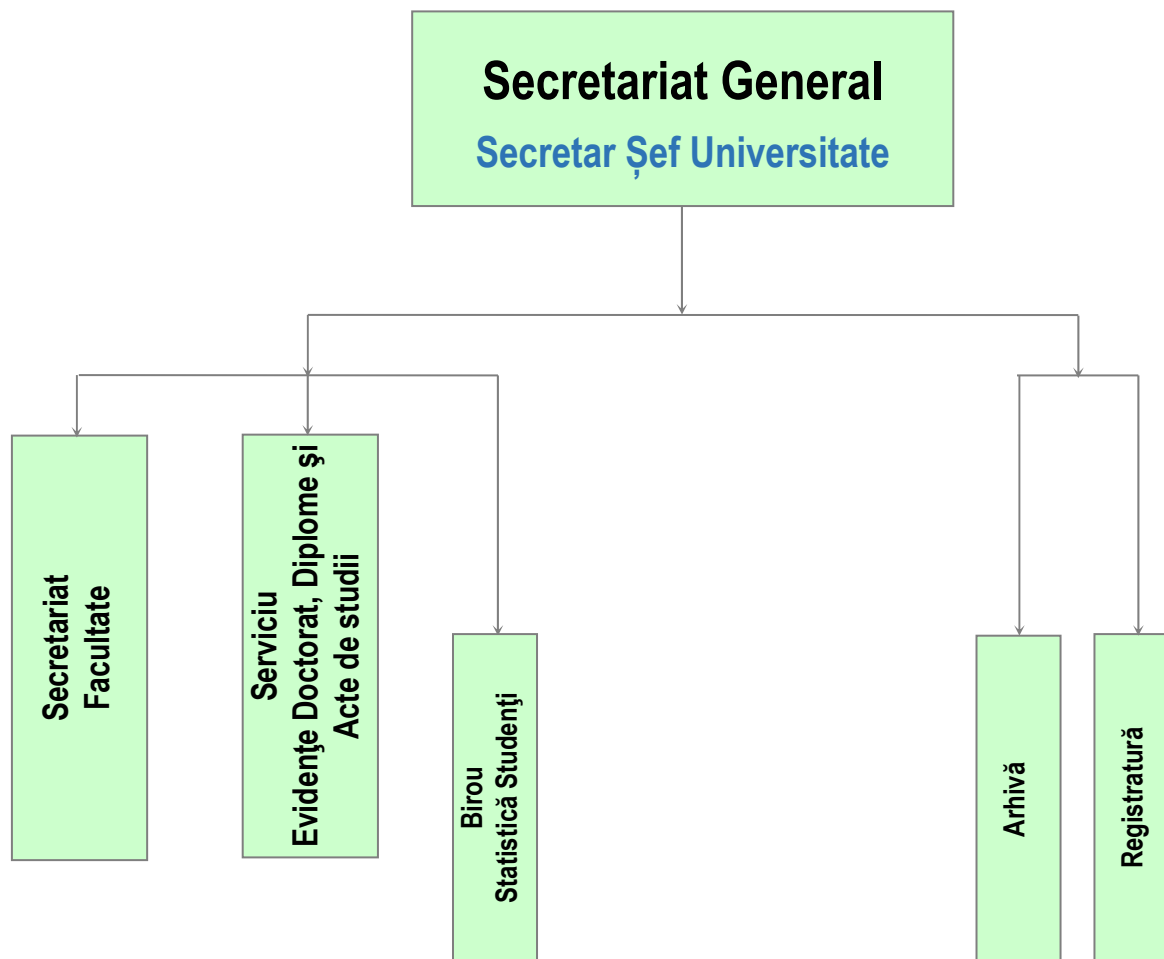 Secretariat General
Secretar Șef Universitate
Secretariat
Facultate
Serviciu
Evidenţe Doctorat, Diplome şi
Acte de studii
Birou
Statistică Studenţi
Arhivă
Registratură